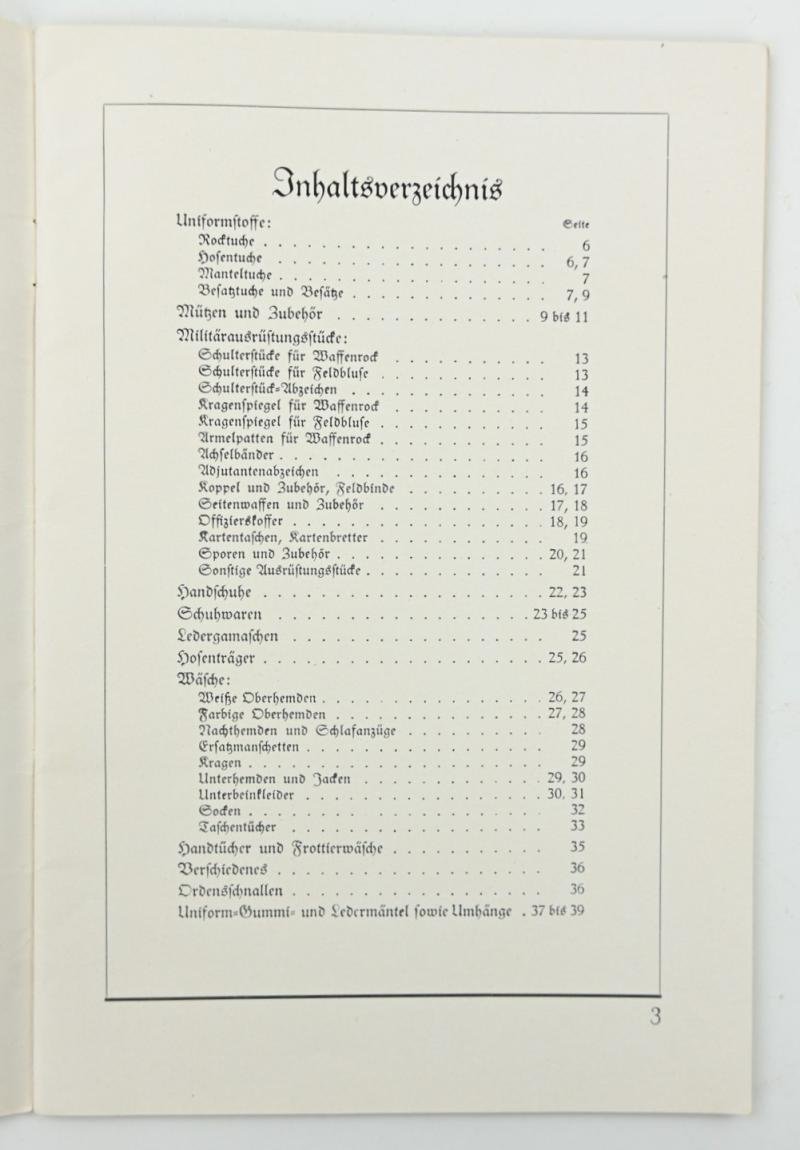 Inhaltsverzeichnis
Uniformstoffe: Seite
Rocktuche . . . . . . . . . . . . . . . . . 6
Hosentuche . . . . . . . . . . . . . . . . 6, 7
Manteltuche . . . . . . . . . . . . . . . . 7
Besatztuche und Besätze . . . . . . . . . . . . 7, 9
Mützen und Zubehör . . . . . . . . . . . . . . 9 bis 11
Militärausrüstungsstücke:
Schulterstücke für Waffenrock . . . . . . . . . . 13
Schulterstücke für Feldbluse . . . . . . . . . . . 13
Schulterstück-Abzeichen . . . . . . . . . . . . 14
Kragenspiegel für Waffenrock . . . . . . . . . . 14
Kragenspiegel für Feldbluse . . . . . . . . . . . 15
Ärmelpatten für Waffenrock . . . . . . . . . . . 15
Achselbänder . . . . . . . . . . . . . . . . 16
Adjutantenabzeichen . . . . . . . . . . . . . 16
Koppel und Zubehör, Feldbinde . . . . . . . . . . 16, 17
Seitenwaffen und Zubehör . . . . . . . . . . . . 17, 18
Offizierskoffer . . . . . . . . . . . . . . . . 18, 19
Kartentaschen, Kartenbretter . . . . . . . . . . . 19
Sporen und Zubehör . . . . . . . . . . . . . . 20, 21
Sonstige Ausrüstungsstücke . . . . . . . . . . . . 21
Handschuhe . . . . . . . . . . . . . . . . . 22, 23
Schuhwaren . . . . . . . . . . . . . . . . . 23 bis 25
Ledergamaschen . . . . . . . . . . . . . . . 25
Hosenträger . . . . . . . . . . . . . . . . . 25, 26
Wäsche:
Weiße Oberhemden . . . . . . . . . . . . . . 26, 27
Farbige Oberhemden . . . . . . . . . . . . . . 27, 28
Nachthemden und Schlafanzüge . . . . . . . . . 28
Ersatzmanschetten . . . . . . . . . . . . . . . 29
Kragen . . . . . . . . . . . . . . . . . . 29
Unterhemden und Jacken . . . . . . . . . . . . 29, 30
Unterbeinkleider . . . . . . . . . . . . . . . 30, 31
Socken . . . . . . . . . . . . . . . . . . 32
Taschentücher . . . . . . . . . . . . . . . . 33
Handtücher und Frottierwäsche . . . . . . . . . . 35
Verschiedenes . . . . . . . . . . . . . . . . 36
Ordensschnallen . . . . . . . . . . . . . . . . 36
Uniform-Gummi- und Ledermäntel sowie Umhänge . 37 bis 39
3